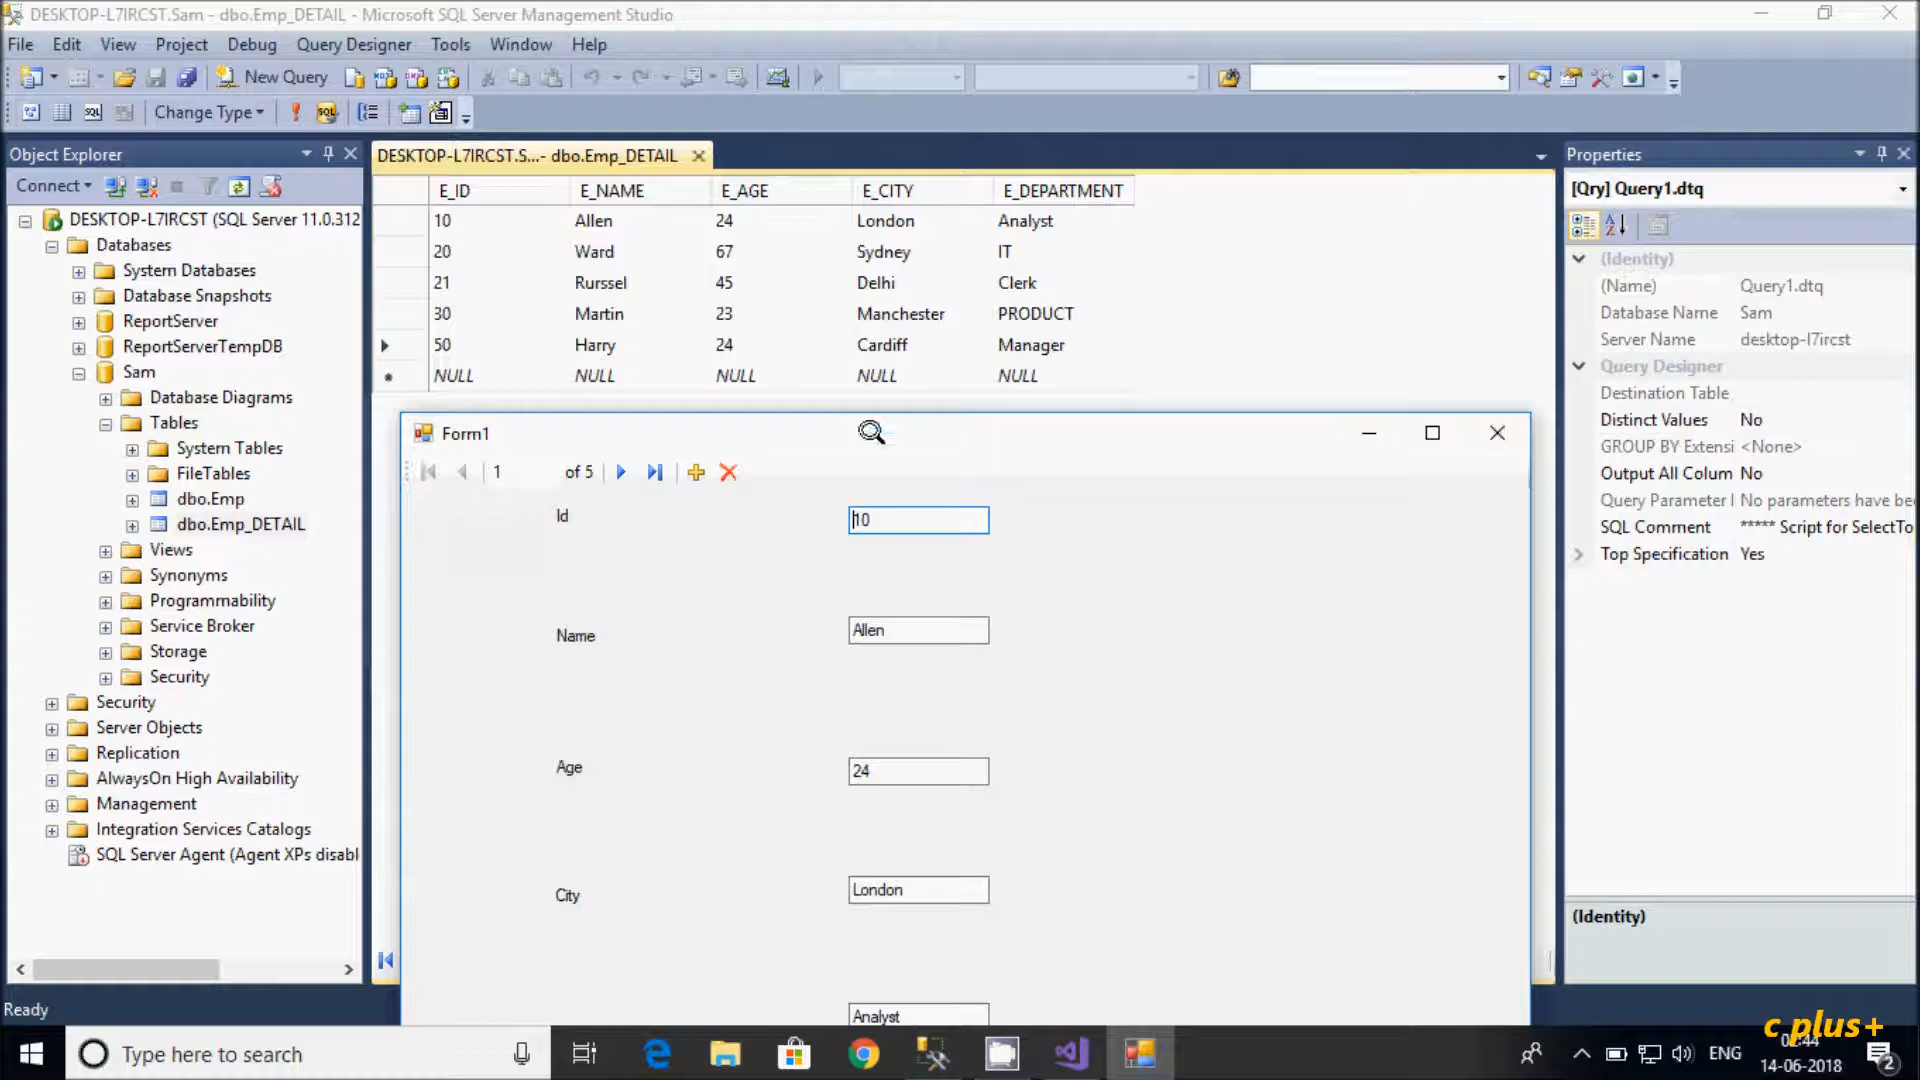 DESKTOP-L7IRCST.Sam - dbo.Emp_DETAIL - Microsoft SQL Server Management Studio
File Edit View Project Debug Query Designer Tools Window Help
New Query
Change Type
Object Explorer
Connect
DESKTOP-L7IRCST (SQL Server 11.0.312
Databases
System Databases
Database Snapshots
ReportServer
ReportServerTempDB
Sam
Database Diagrams
Tables
System Tables
FileTables
dbo.Emp
dbo.Emp_DETAIL
Views
Synonyms
Programmability
Service Broker
Storage
Security
Security
Server Objects
Replication
AlwaysOn High Availability
Management
Integration Services Catalogs
SQL Server Agent (Agent XPs disabl
DESKTOP-L7IRCST.S...- dbo.Emp_DETAIL
E_ID E_NAME E_AGE E_CITY E_DEPARTMENT
10 Allen 24 London Analyst
20 Ward 67 Sydney IT
21 Rurssel 45 Delhi Clerk
30 Martin 23 Manchester PRODUCT
50 Harry 24 Cardiff Manager
NULL NULL NULL NULL NULL
Form1
1 of 5
Id 10
Name Allen
Age 24
City London
Analyst
Properties
[Qry] Query1.dtq
(Identity)
(Name) Query1.dtq
Database Name Sam
Server Name desktop-l7ircst
Query Designer
Destination Table
Distinct Values No
GROUP BY Extensi <None>
Output All Colum No
Query Parameter l No parameters have bee
SQL Comment ***** Script for SelectTo
Top Specification Yes
(Identity)
Ready
Type here to search
ENG
14-06-2018
2
c plus+